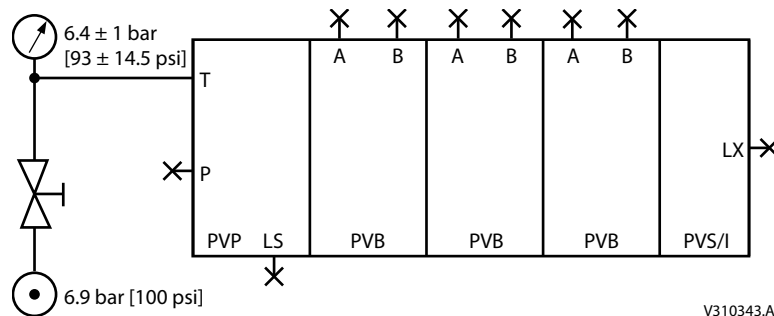 6.4 ± 1 bar
[93 ± 14.5 psi]
A B A B A B
T
LX
P
PVP LS PVB PVB PVB PVS/I
6.9 bar [100 psi]
V310343.A